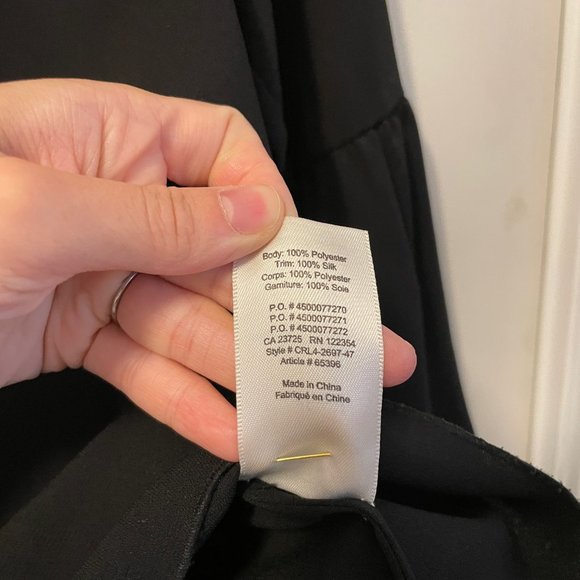 Body: 100% Polyester
Trim: 100% Silk
Corps: 100% Polyester
Garniture: 100% Soie
P.O. # 4500077270
P.O. # 4500077271
P.O. # 4500077272
CA 23725 RN 122354
Style # CRL4-2697-47
Article # 65396
Made in China
Fabriqué en Chine